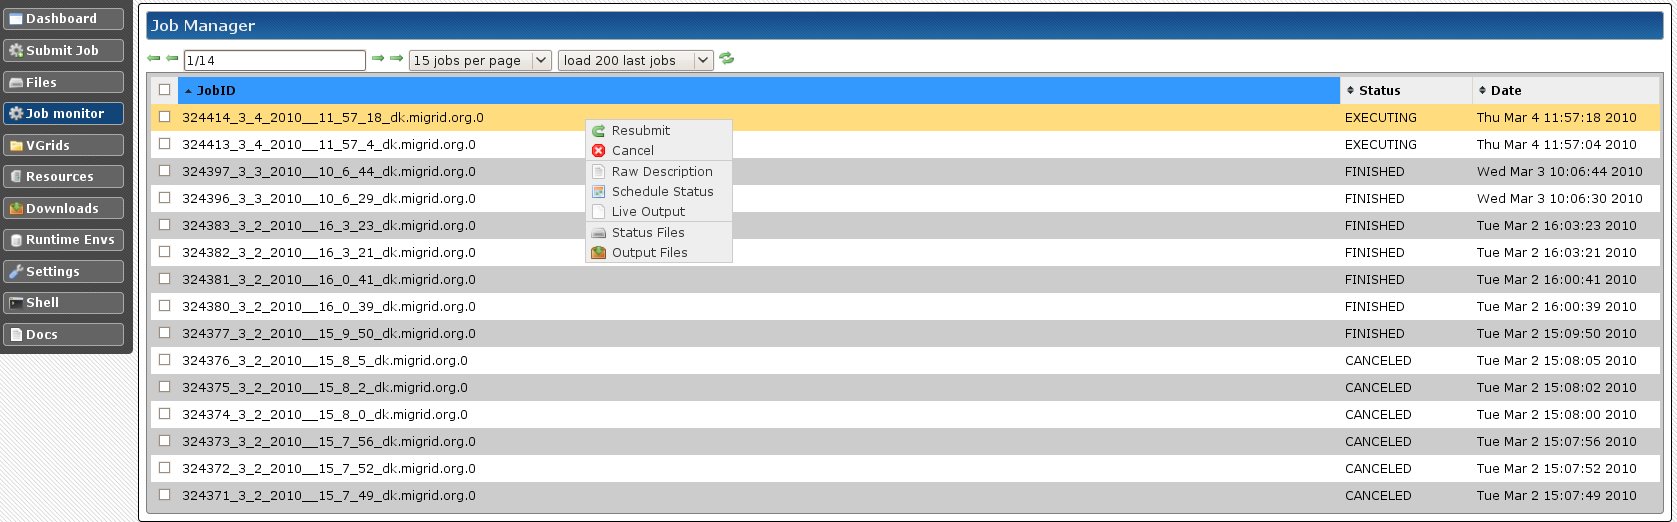 Dashboard
Submit Job
Files
Job monitor
VGrids
Resources
Downloads
Runtime Envs
Settings
Shell
Docs
Job Manager
1/14 15 jobs per page load 200 last jobs
JobID Status Date
324414_3_4_2010__11_57_18_dk.migrid.org.0 EXECUTING Thu Mar 4 11:57:18 2010
324413_3_4_2010__11_57_4_dk.migrid.org.0 EXECUTING Thu Mar 4 11:57:04 2010
324397_3_3_2010__10_6_44_dk.migrid.org.0 FINISHED Wed Mar 3 10:06:44 2010
324396_3_3_2010__10_6_29_dk.migrid.org.0 FINISHED Wed Mar 3 10:06:30 2010
324383_3_2_2010__16_3_23_dk.migrid.org.0 FINISHED Tue Mar 2 16:03:23 2010
324382_3_2_2010__16_3_21_dk.migrid.org.0 FINISHED Tue Mar 2 16:03:21 2010
324381_3_2_2010__16_0_41_dk.migrid.org.0 FINISHED Tue Mar 2 16:00:41 2010
324380_3_2_2010__16_0_39_dk.migrid.org.0 FINISHED Tue Mar 2 16:00:39 2010
324377_3_2_2010__15_9_50_dk.migrid.org.0 FINISHED Tue Mar 2 15:09:50 2010
324376_3_2_2010__15_8_5_dk.migrid.org.0 CANCELED Tue Mar 2 15:08:05 2010
324375_3_2_2010__15_8_2_dk.migrid.org.0 CANCELED Tue Mar 2 15:08:02 2010
324374_3_2_2010__15_8_0_dk.migrid.org.0 CANCELED Tue Mar 2 15:08:00 2010
324373_3_2_2010__15_7_56_dk.migrid.org.0 CANCELED Tue Mar 2 15:07:56 2010
324372_3_2_2010__15_7_52_dk.migrid.org.0 CANCELED Tue Mar 2 15:07:52 2010
324371_3_2_2010__15_7_49_dk.migrid.org.0 CANCELED Tue Mar 2 15:07:49 2010
Resubmit
Cancel
Raw Description
Schedule Status
Live Output
Status Files
Output Files